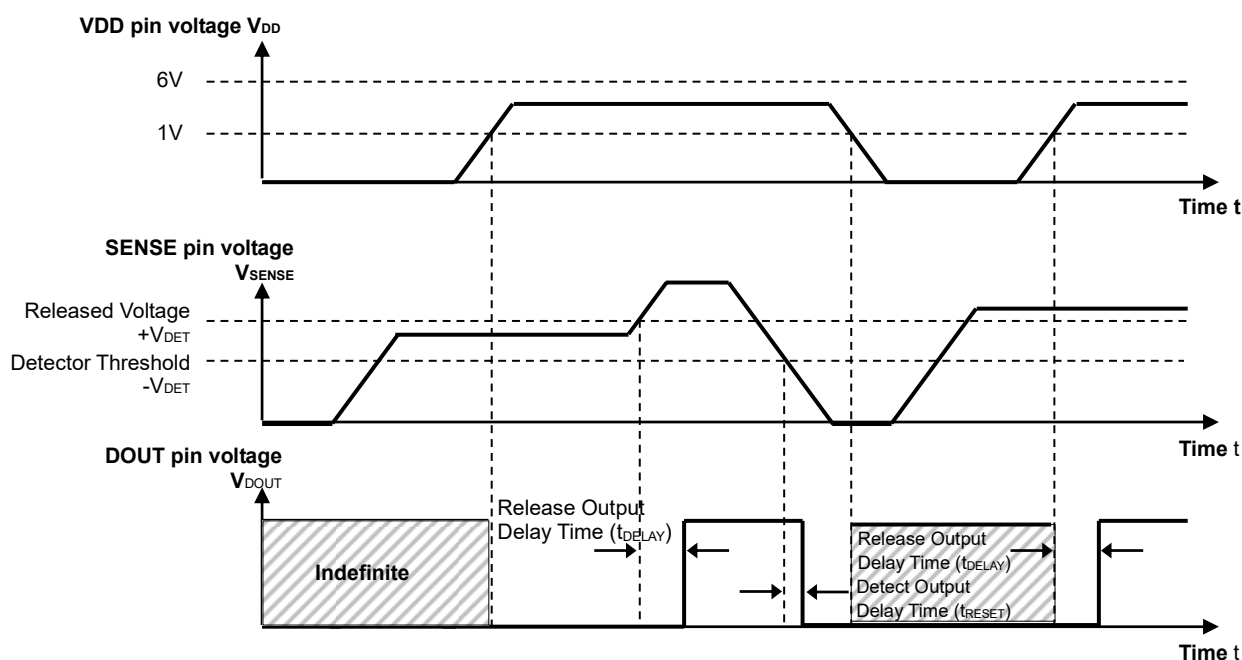 VDD pin voltage VDD
6V
1V
Time t
SENSE pin voltage
VSENSE
Released Voltage
+VDET
Detector Threshold
-VDET
Time t
DOUT pin voltage
VDOUT
Release Output
Delay Time (tDELAY)
Indefinite
Release Output
Delay Time (tDELAY)
Detect Output
Delay Time (tRESET)
Time t